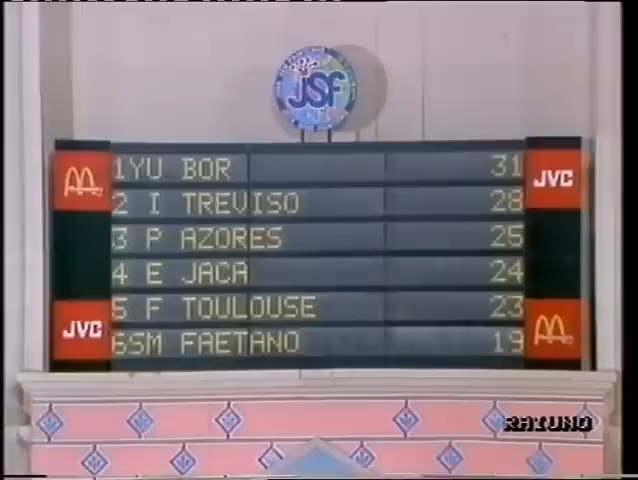 JSF
1YU BOR 31
2 I TREVISO 28
3 P AZORES 25
4 E JACA 24
5 F TOULOUSE 23
6SM FAETANO 19
JVC
JVC
RAIUNO